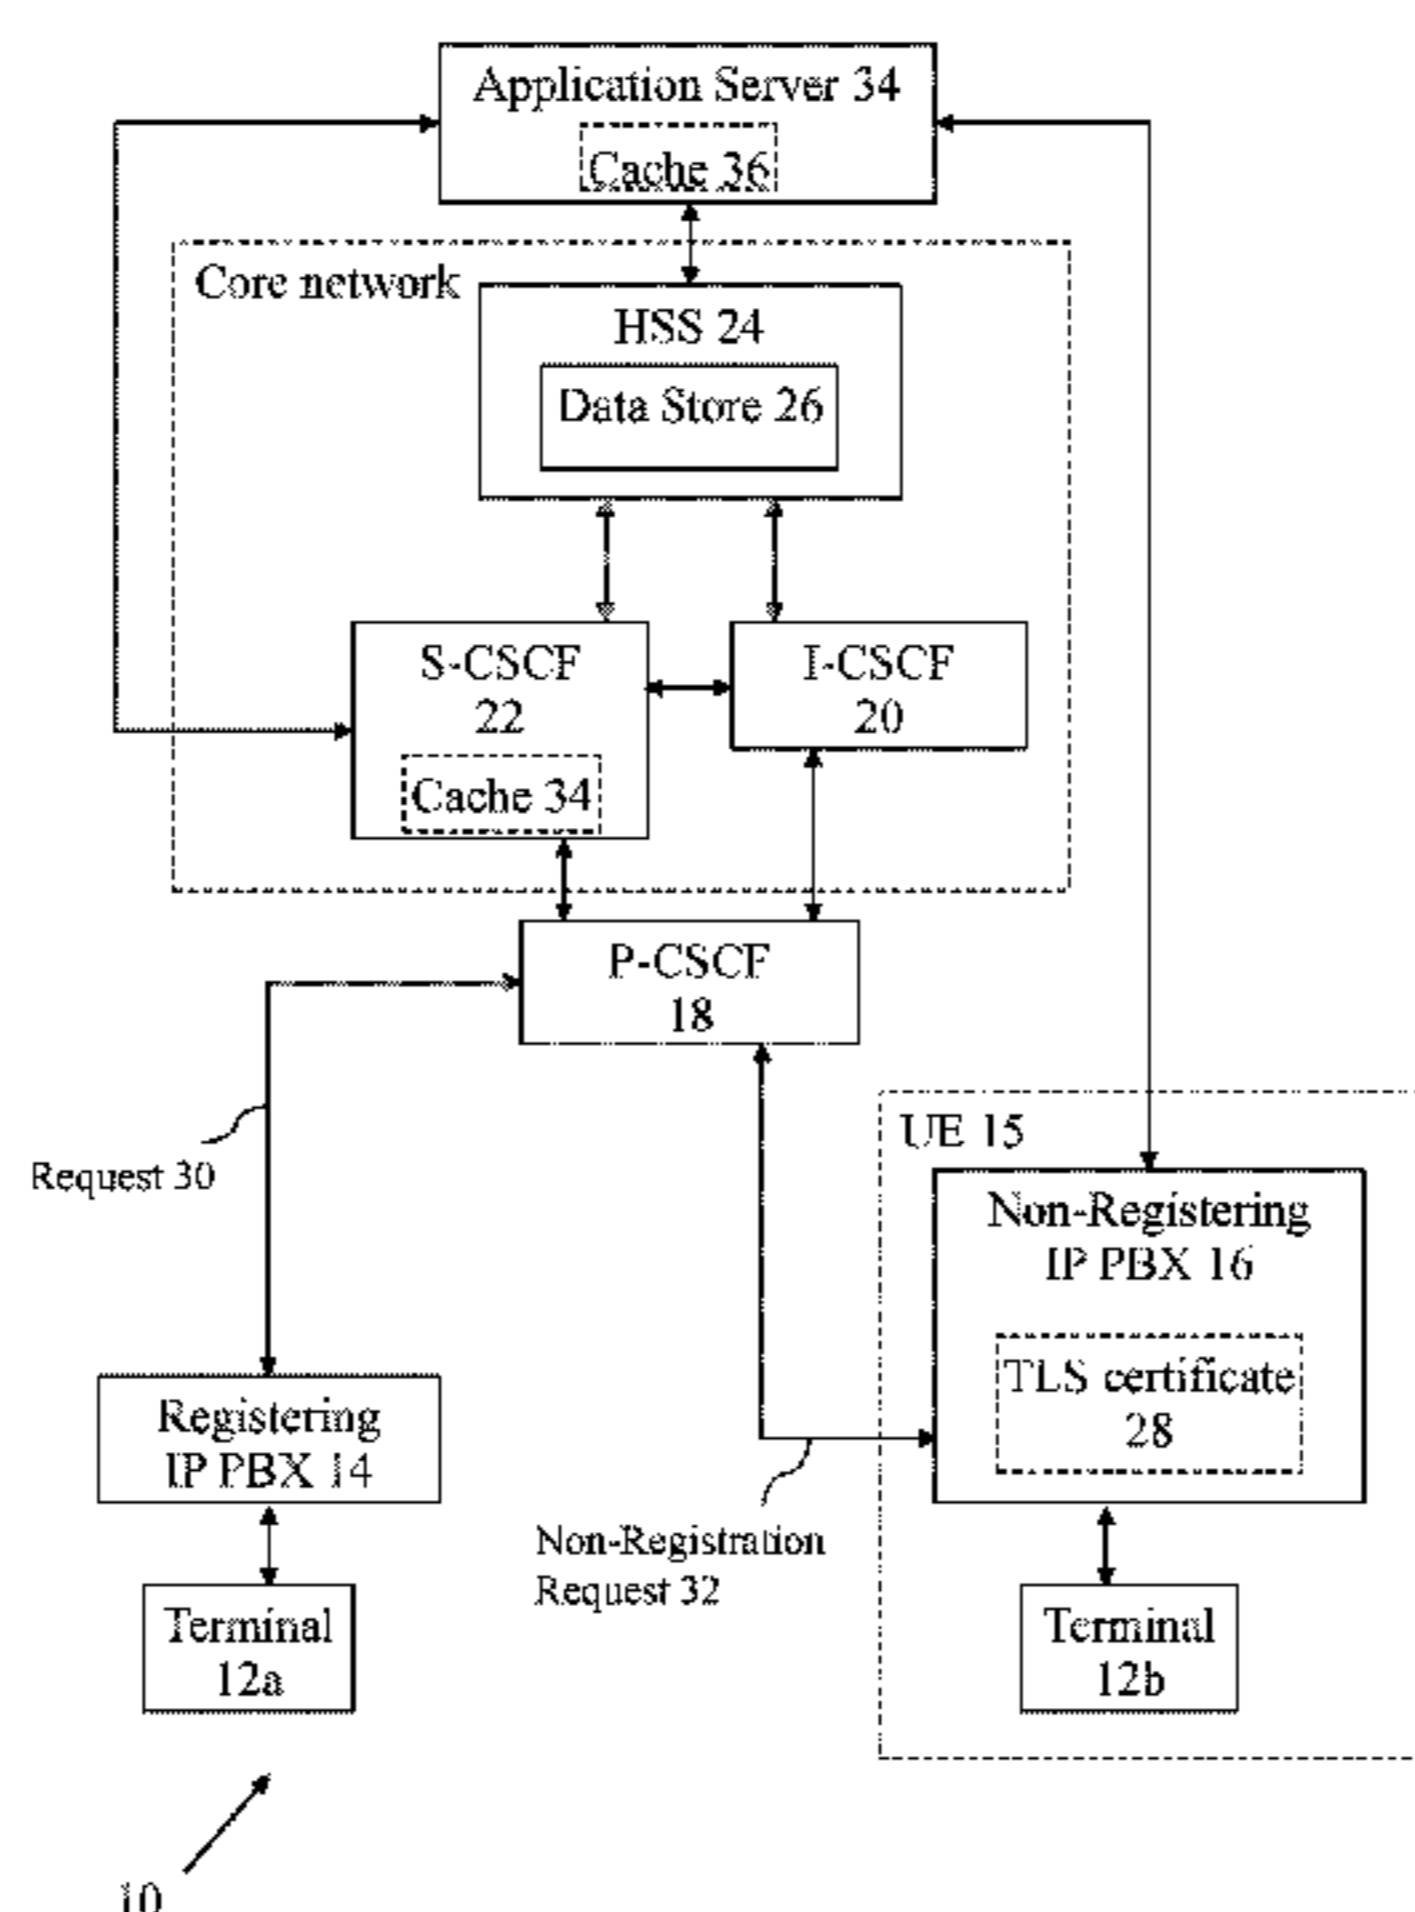 Application Server 34
Cache 36
Core network
HSS 24
Data Store 26
S-CSCF
22
Cache 34
I-CSCF
20
P-CSCF
18
Request 30
UE 15
Non-Registering
IP PBX 16
TLS certificate
28
Registering
IP PBX 14
Non-Registration
Request 32
Terminal
12a
Terminal
12b
10